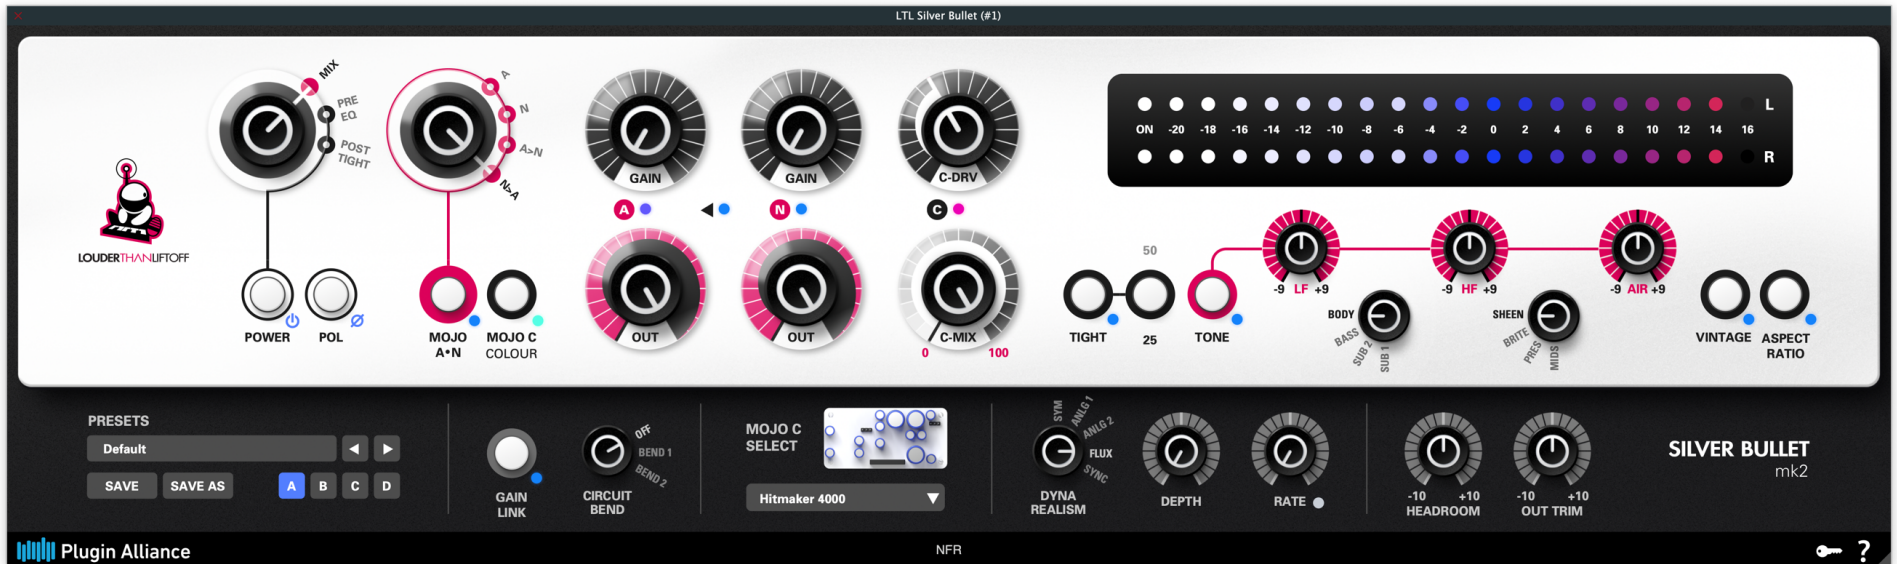 LTL Silver Bullet (#1)
MIX
PRE
EQ
POST
TIGHT
A
N
A>N
N>A
GAIN
GAIN
C-DRV
L
ON -20 -18 -16 -14 -12 -10 -8 -6 -4 -2 0 2 4 6 8 10 12 14 16
R
A
N
C
LOUDERTHANLIFTOFF
POWER
POL
MOJO
A•N
MOJO C
COLOUR
OUT
OUT
C-MIX
0 100
50
TIGHT
25
TONE
-9 LF +9
-9 HF +9
-9 AIR +9
BODY
BASS
SUB 2
SUB 1
SHEEN
BRITE
PRES
MIDS
VINTAGE
ASPECT
RATIO
PRESETS
Default
SAVE
SAVE AS
A
B
C
D
GAIN
LINK
OFF
BEND 1
BEND 2
CIRCUIT
BEND
MOJO C
SELECT
Hitmaker 4000
SYM
ANLG 1
ANLG 2
FLUX
SYNC
DYNA
REALISM
DEPTH
RATE
-10 +10
HEADROOM
-10 +10
OUT TRIM
SILVER BULLET
mk2
Plugin Alliance
NFR
?